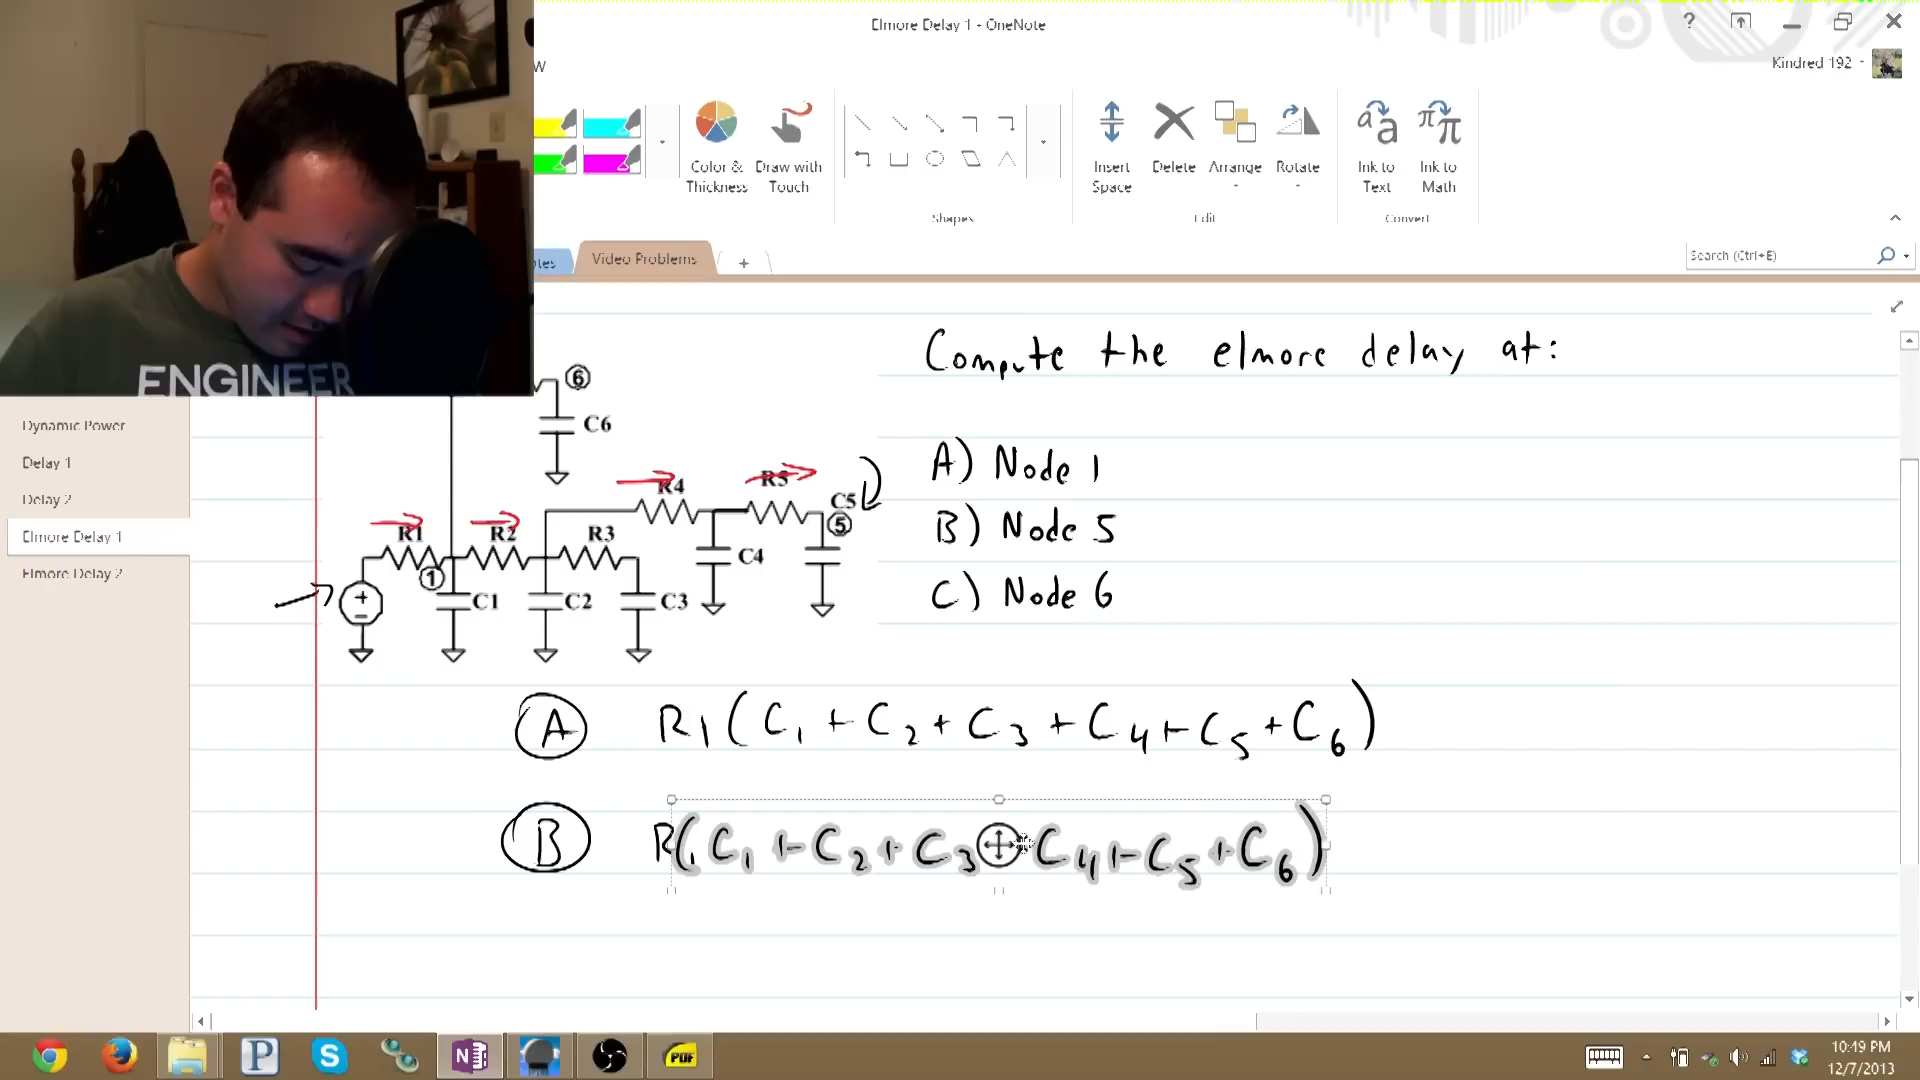 Elmore Delay 1 - OneNote
W
Kindred 192
Color & Thickness
Draw with Touch
Insert Space
Delete
Arrange
Rotate
Ink to Text
Ink to Math
Shapes
Edit
Convert
otes
Video Problems
Search (Ctrl+E)
ENGINEER
Dynamic Power
Delay 1
Delay 2
Elmore Delay 1
Elmore Delay 2
Compute the elmore delay at:
A) Node 1
B) Node 5
C) Node 6
6
C6
R4
R5
C5
5
R1
R2
R3
C4
1
C1
C2
C3
A R1(C1+C2+C3+C4+C5+C6)
B R(C1+C2+C3 C4+C5+C6)
PDF
10:49 PM
12/7/2013